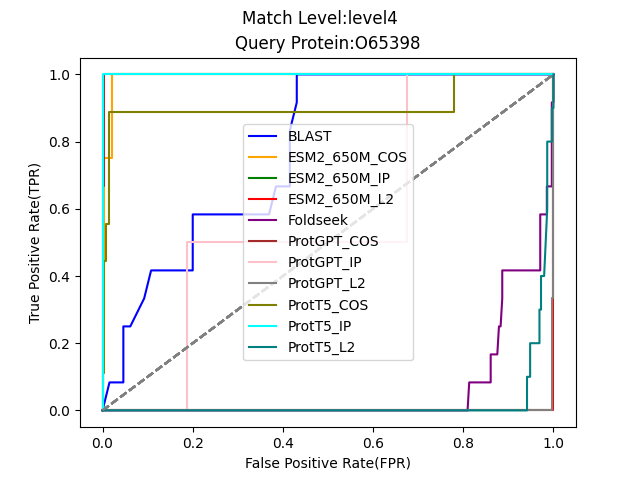 Match Level:level4
Query Protein:O65398
True Positive Rate(TPR)
1.0
0.8
0.6
0.4
0.2
0.0
BLAST
ESM2_650M_COS
ESM2_650M_IP
ESM2_650M_L2
Foldseek
ProtGPT_COS
ProtGPT_IP
ProtGPT_L2
ProtT5_COS
ProtT5_IP
ProtT5_L2
0.0 0.2 0.4 0.6 0.8 1.0
False Positive Rate(FPR)